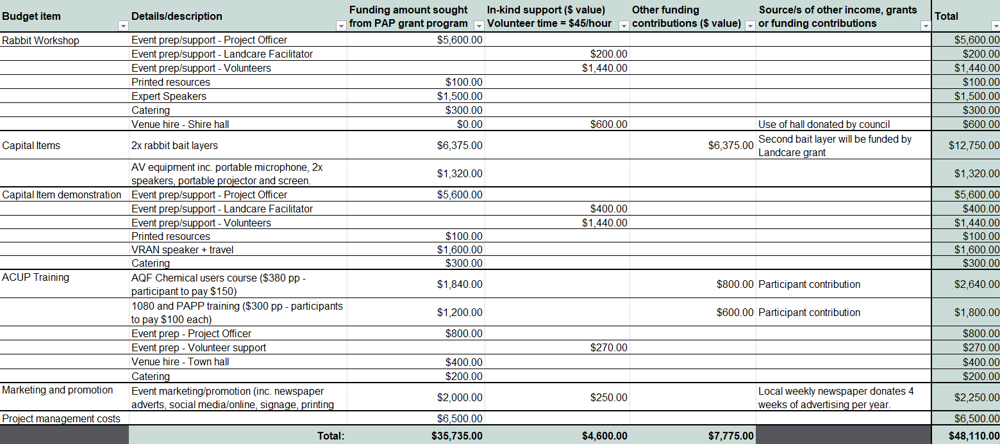 Budget item Details/description Funding amount sought from PAP grant program In-kind support ($ value) Volunteer time = $45/hour Other funding contributions ($ value) Source/s of other income, grants or funding contributions Total
Rabbit Workshop Event prep/support - Project Officer $5,600.00 $5,600.00
Event prep/support - Landcare Facilitator $200.00 $200.00
Event prep/support - Volunteers $1,440.00 $1,440.00
Printed resources $100.00 $100.00
Expert Speakers $1,500.00 $1,500.00
Catering $300.00 $300.00
Venue hire - Shire hall $0.00 $600.00 Use of hall donated by council $600.00
Capital Items 2x rabbit bait layers $6,375.00 $6,375.00 Second bait layer will be funded by Landcare grant $12,750.00
AV equipment inc. portable microphone, 2x speakers, portable projector and screen. $1,320.00 $1,320.00
Capital Item demonstration Event prep/support - Project Officer $5,600.00 $5,600.00
Event prep/support - Landcare Facilitator $400.00 $400.00
Event prep/support - Volunteers $1,440.00 $1,440.00
Printed resources $100.00 $100.00
VRAN speaker + travel $1,600.00 $1,600.00
Catering $300.00 $300.00
ACUP Training AQF Chemical users course ($380 pp - participant to pay $150) $1,840.00 $800.00 Participant contribution $2,640.00
1080 and PAPP training ($300 pp - participants to pay $100 each) $1,200.00 $600.00 Participant contribution $1,800.00
Event prep - Project Officer $800.00 $800.00
Event prep - Volunteer support $270.00 $270.00
Venue hire - Town hall $400.00 $400.00
Catering $200.00 $200.00
Marketing and promotion Event marketing/promotion (inc. newspaper adverts, social media/online, signage, printing $2,000.00 $250.00 Local weekly newspaper donates 4 weeks of advertising per year. $2,250.00
Project management costs $6,500.00 $6,500.00
Total: $35,735.00 $4,600.00 $7,775.00 $48,110.00